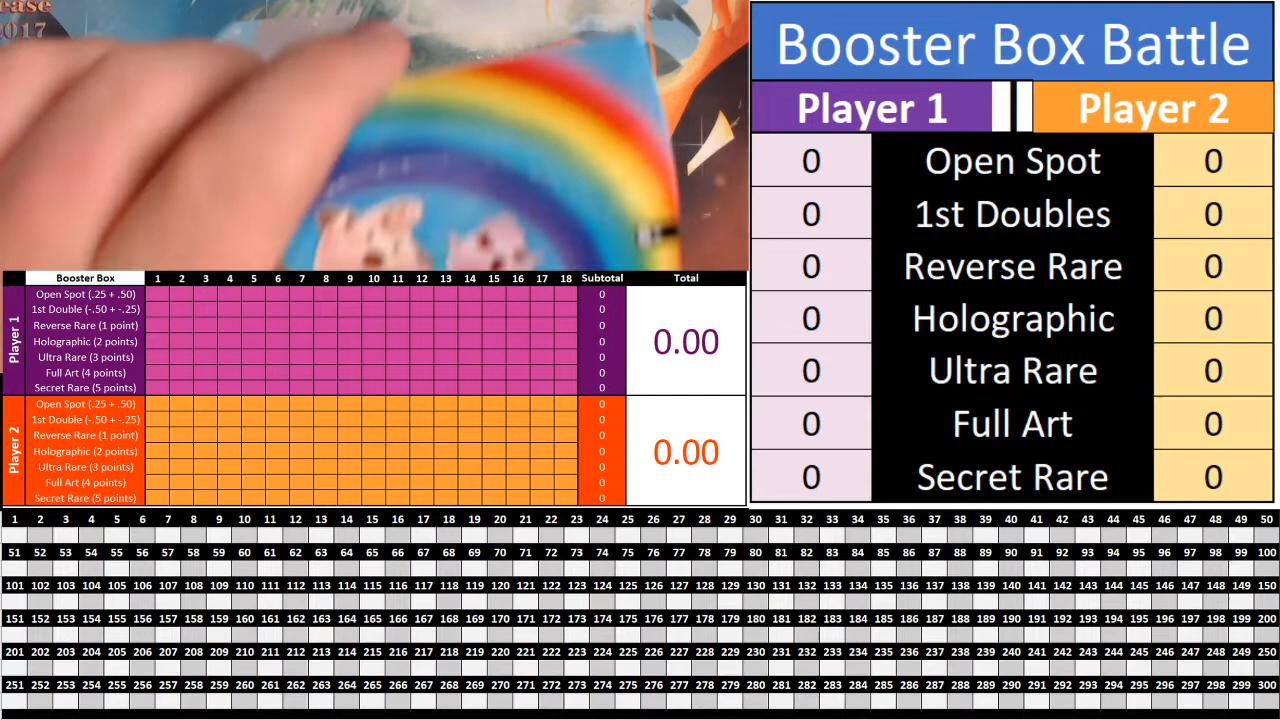 ease
2017
Booster Box Battle
Player 1 Player 2
0 Open Spot 0
0 1st Doubles 0
0 Reverse Rare 0
0 Holographic 0
0 Ultra Rare 0
0 Full Art 0
0 Secret Rare 0
Booster Box 1 2 3 4 5 6 7 8 9 10 11 12 13 14 15 16 17 18 Subtotal Total
Player 1
Open Spot (.25 + .50) 0
1st Double (-.50 + -.25) 0
Reverse Rare (1 point) 0
Holographic (2 points) 0
Ultra Rare (3 points) 0
Full Art (4 points) 0
Secret Rare (5 points) 0
0.00
Player 2
Open Spot (.25 + .50) 0
1st Double (-.50 + -.25) 0
Reverse Rare (1 point) 0
Holographic (2 points) 0
Ultra Rare (3 points) 0
Full Art (4 points) 0
Secret Rare (5 points) 0
0.00
1 2 3 4 5 6 7 8 9 10 11 12 13 14 15 16 17 18 19 20 21 22 23 24 25 26 27 28 29 30 31 32 33 34 35 36 37 38 39 40 41 42 43 44 45 46 47 48 49 50
51 52 53 54 55 56 57 58 59 60 61 62 63 64 65 66 67 68 69 70 71 72 73 74 75 76 77 78 79 80 81 82 83 84 85 86 87 88 89 90 91 92 93 94 95 96 97 98 99 100
101 102 103 104 105 106 107 108 109 110 111 112 113 114 115 116 117 118 119 120 121 122 123 124 125 126 127 128 129 130 131 132 133 134 135 136 137 138 139 140 141 142 143 144 145 146 147 148 149 150
151 152 153 154 155 156 157 158 159 160 161 162 163 164 165 166 167 168 169 170 171 172 173 174 175 176 177 178 179 180 181 182 183 184 185 186 187 188 189 190 191 192 193 194 195 196 197 198 199 200
201 202 203 204 205 206 207 208 209 210 211 212 213 214 215 216 217 218 219 220 221 222 223 224 225 226 227 228 229 230 231 232 233 234 235 236 237 238 239 240 241 242 243 244 245 246 247 248 249 250
251 252 253 254 255 256 257 258 259 260 261 262 263 264 265 266 267 268 269 270 271 272 273 274 275 276 277 278 279 280 281 282 283 284 285 286 287 288 289 290 291 292 293 294 295 296 297 298 299 300